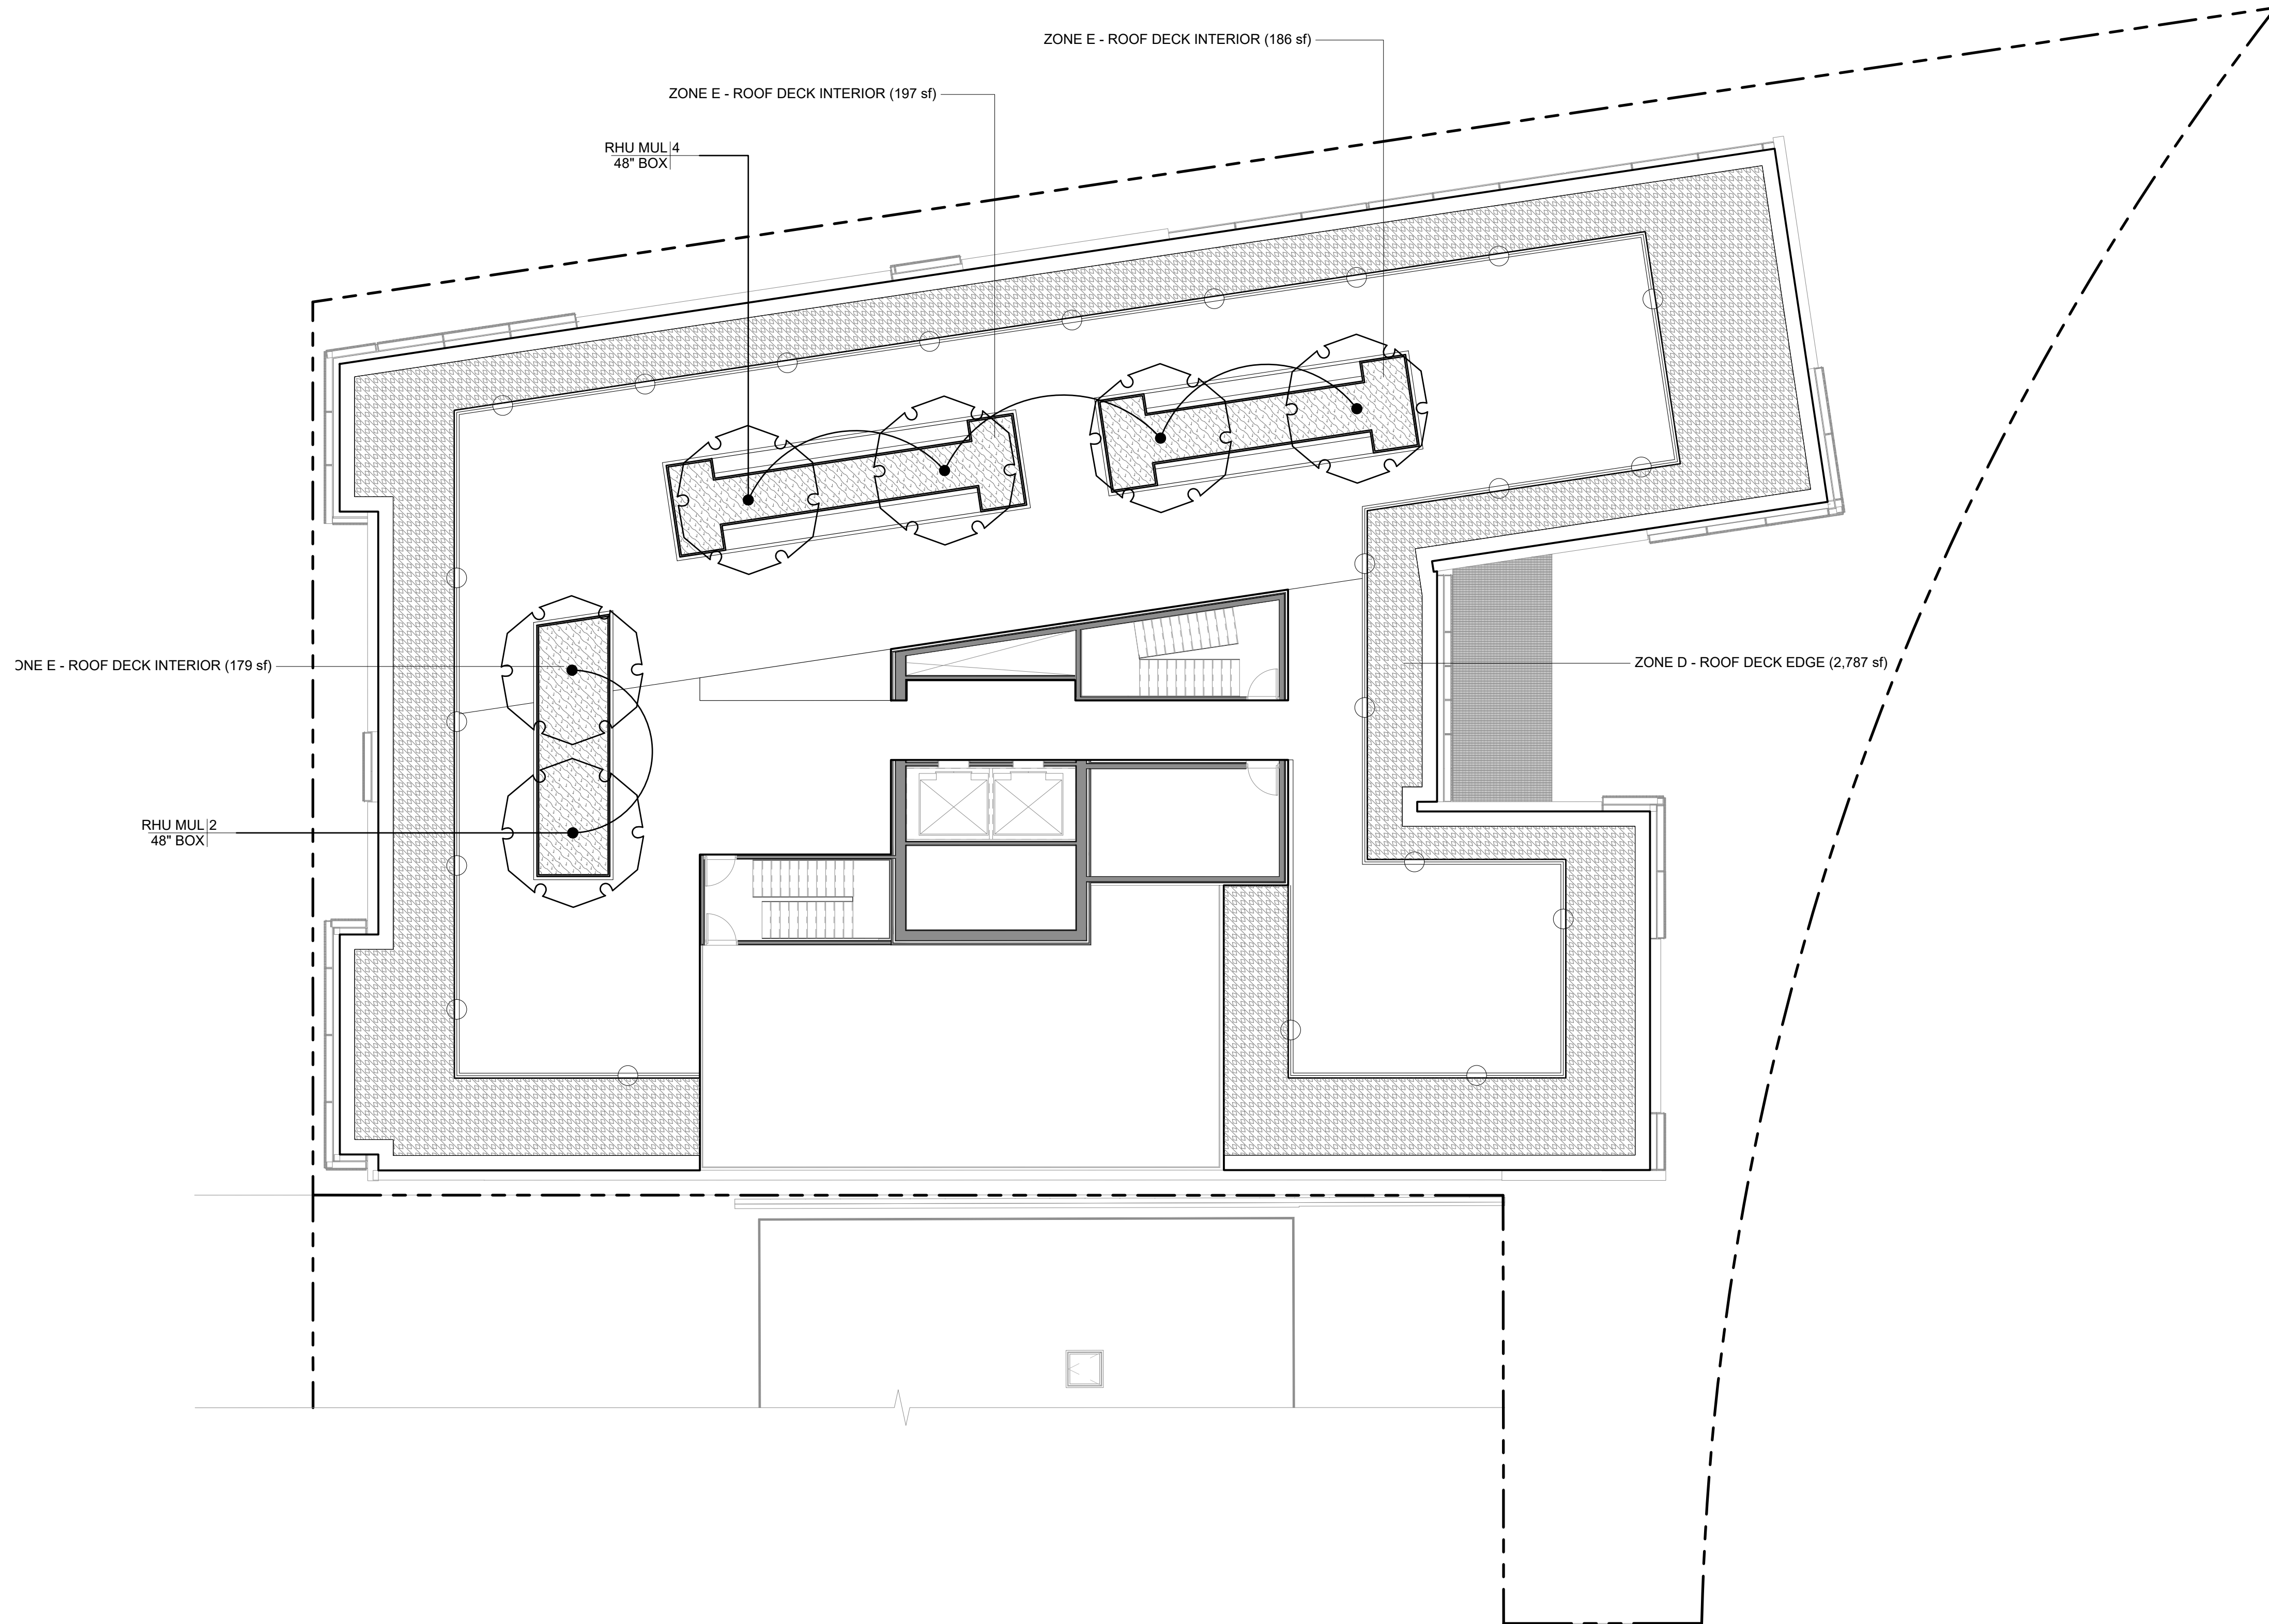 ZONE E - ROOF DECK INTERIOR (186 sf)
ZONE E - ROOF DECK INTERIOR (197 sf)
RHU MUL 4
48" BOX
ONE E - ROOF DECK INTERIOR (179 sf)
ZONE D - ROOF DECK EDGE (2,787 sf)
RHU MUL 2
48" BOX